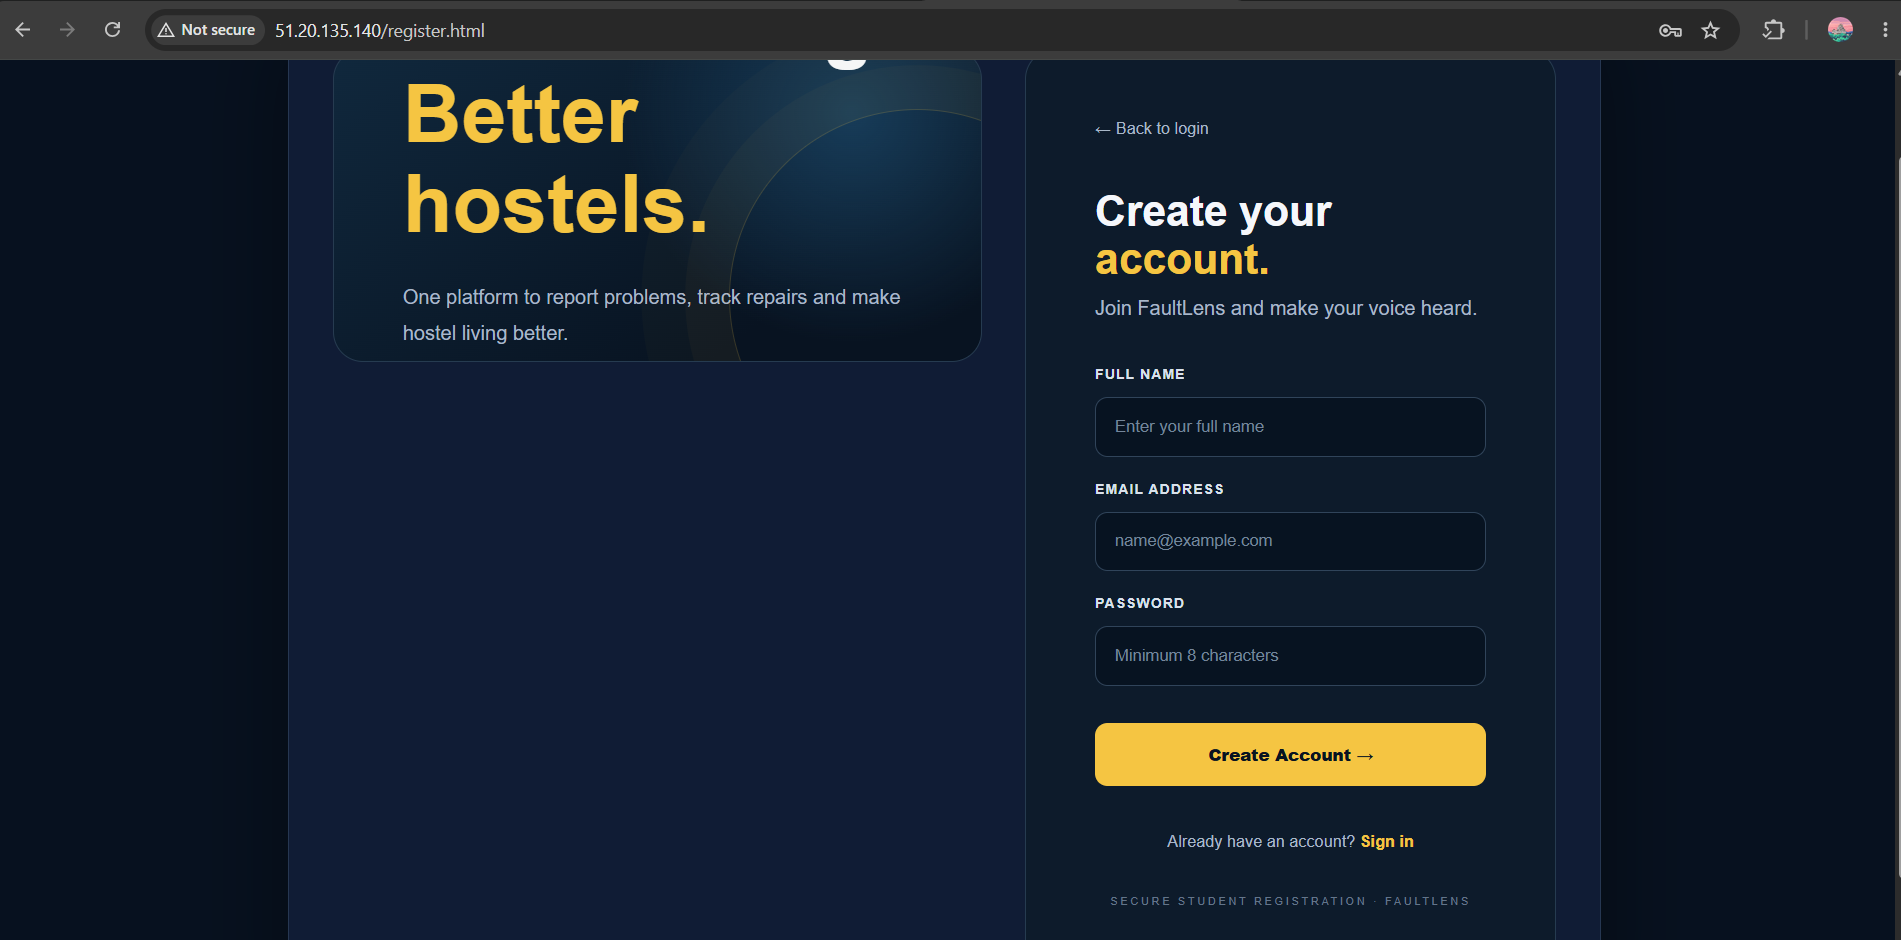 Not secure
51.20.135.140/register.html
Better
hostels.
One platform to report problems, track repairs and make
hostel living better.
← Back to login
Create your
account.
Join FaultLens and make your voice heard.
FULL NAME
Enter your full name
EMAIL ADDRESS
name@example.com
PASSWORD
Minimum 8 characters
Create Account →
Already have an account? Sign in
SECURE STUDENT REGISTRATION · FAULTLENS